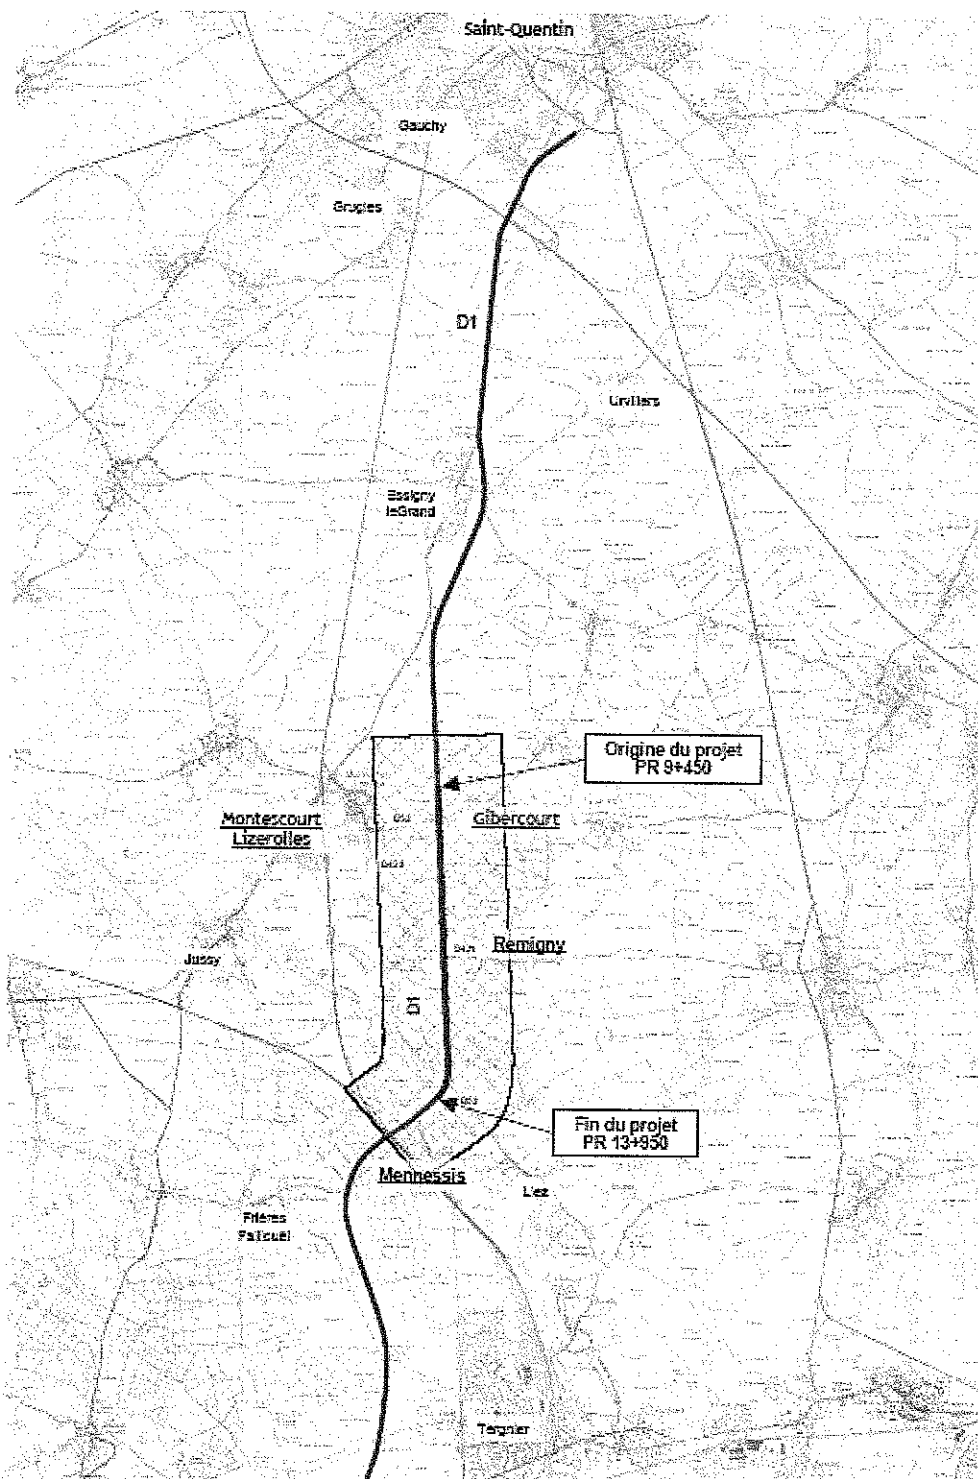 Saint-Quentin
Gauchy
Grugies
D1
Urvillers
Essigny
leGrand
Origine du projet
PR 9+450
Montescourt
Lizerolles
Gibercourt
Remigny
Jussy
D1
Fin du projet
PR 13+950
Mennessis
Liez
Frières
Faillouël
Tergnier